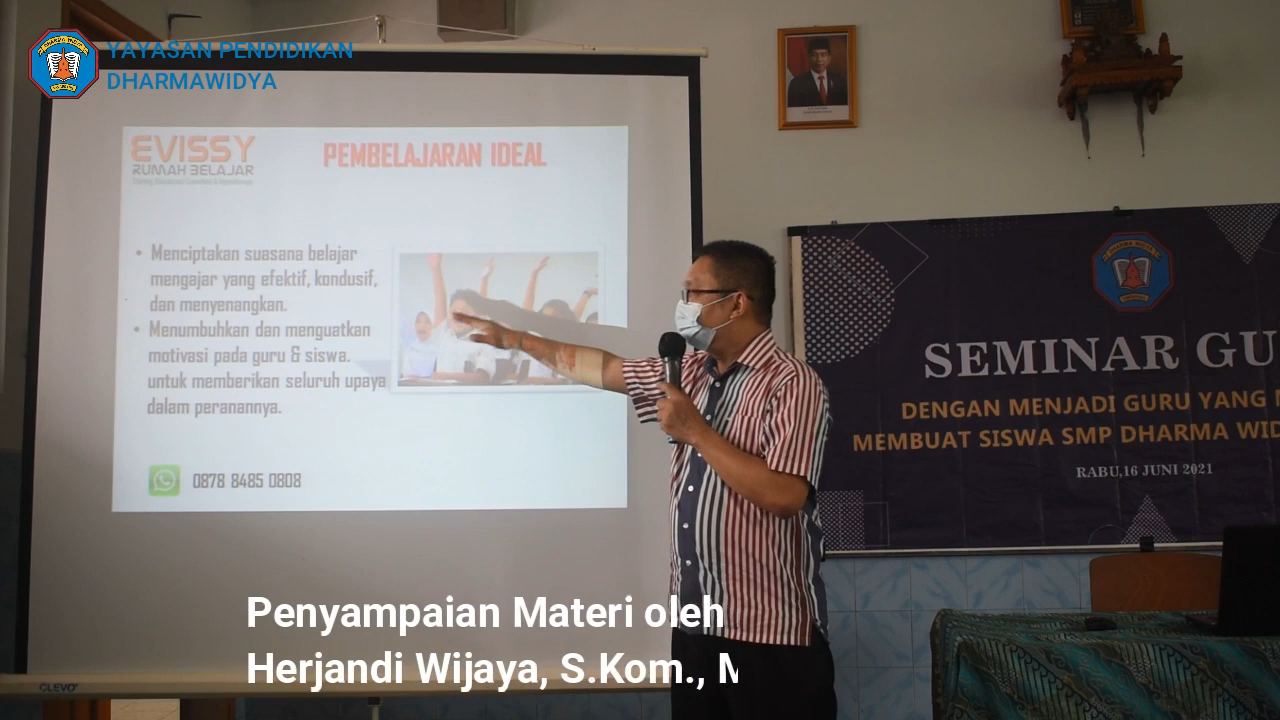 YAYASAN PENDIDIKAN
DHARMAWIDYA
EVISSY
RUMAH BELAJAR
PEMBELAJARAN IDEAL
• Menciptakan suasana belajar
mengajar yang efektif, kondusif,
dan menyenangkan.
• Menumbuhkan dan menguatkan
motivasi pada guru & siswa.
untuk memberikan seluruh upaya
dalam peranannya.
0878 8485 0808
SEMINAR GU
DENGAN MENJADI GURU YANG
MEMBUAT SISWA SMP DHARMA WID
RABU,16 JUNI 2021
Penyampaian Materi oleh
Herjandi Wijaya, S.Kom., M
CLEVO